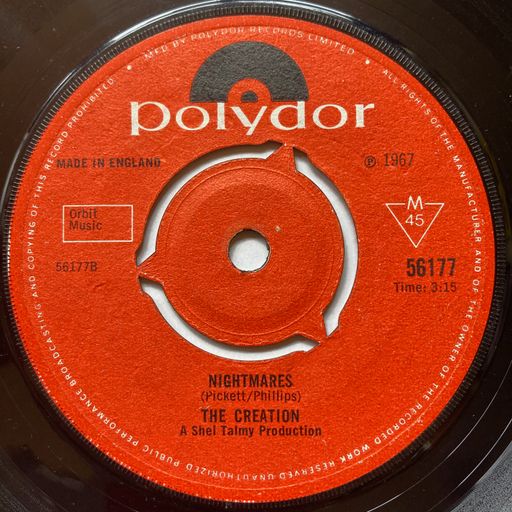 MFD BY POLYDOR RECORDS LIMITED
ALL RIGHTS OF THE MANUFACTURER AND OF THE OWNER OF THE RECORDED WORK RESERVED UNAUTHORIZED PUBLIC PERFORMANCE BROADCASTING AND COPYING OF THIS RECORD PROHIBITED
polydor
MADE IN ENGLAND
℗ 1967
Orbit
Music
M
45
56177B
56177
Time: 3:15
NIGHTMARES
(Pickett/Phillips)
THE CREATION
A Shel Talmy Production